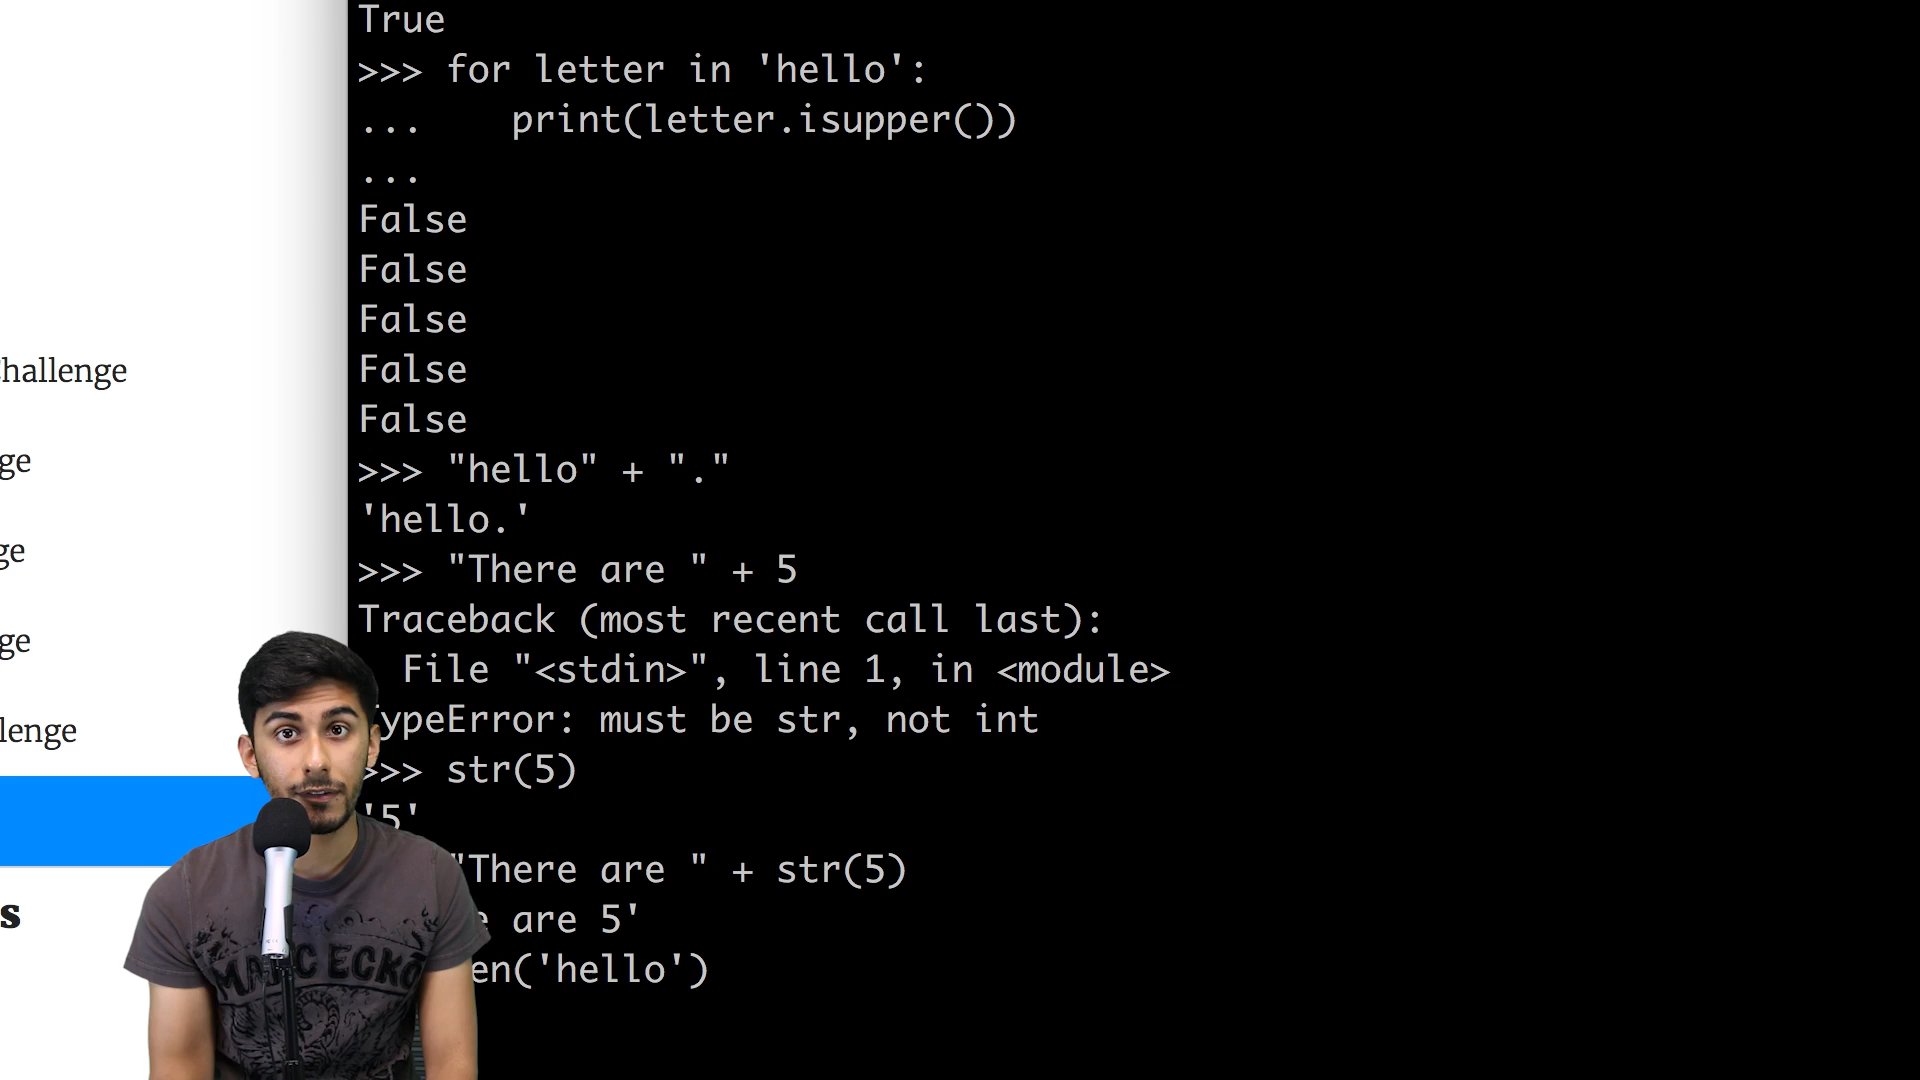 True
>>> for letter in 'hello':
...    print(letter.isupper())
...
False
False
False
False
False
>>> "hello" + "."
'hello.'
>>> "There are " + 5
Traceback (most recent call last):
  File "<stdin>", line 1, in <module>
ypeError: must be str, not int
>>> str(5)
'5'
"There are " + str(5)
e are 5'
en('hello')
hallenge
ge
ge
ge
lenge
s
MARC ECKO